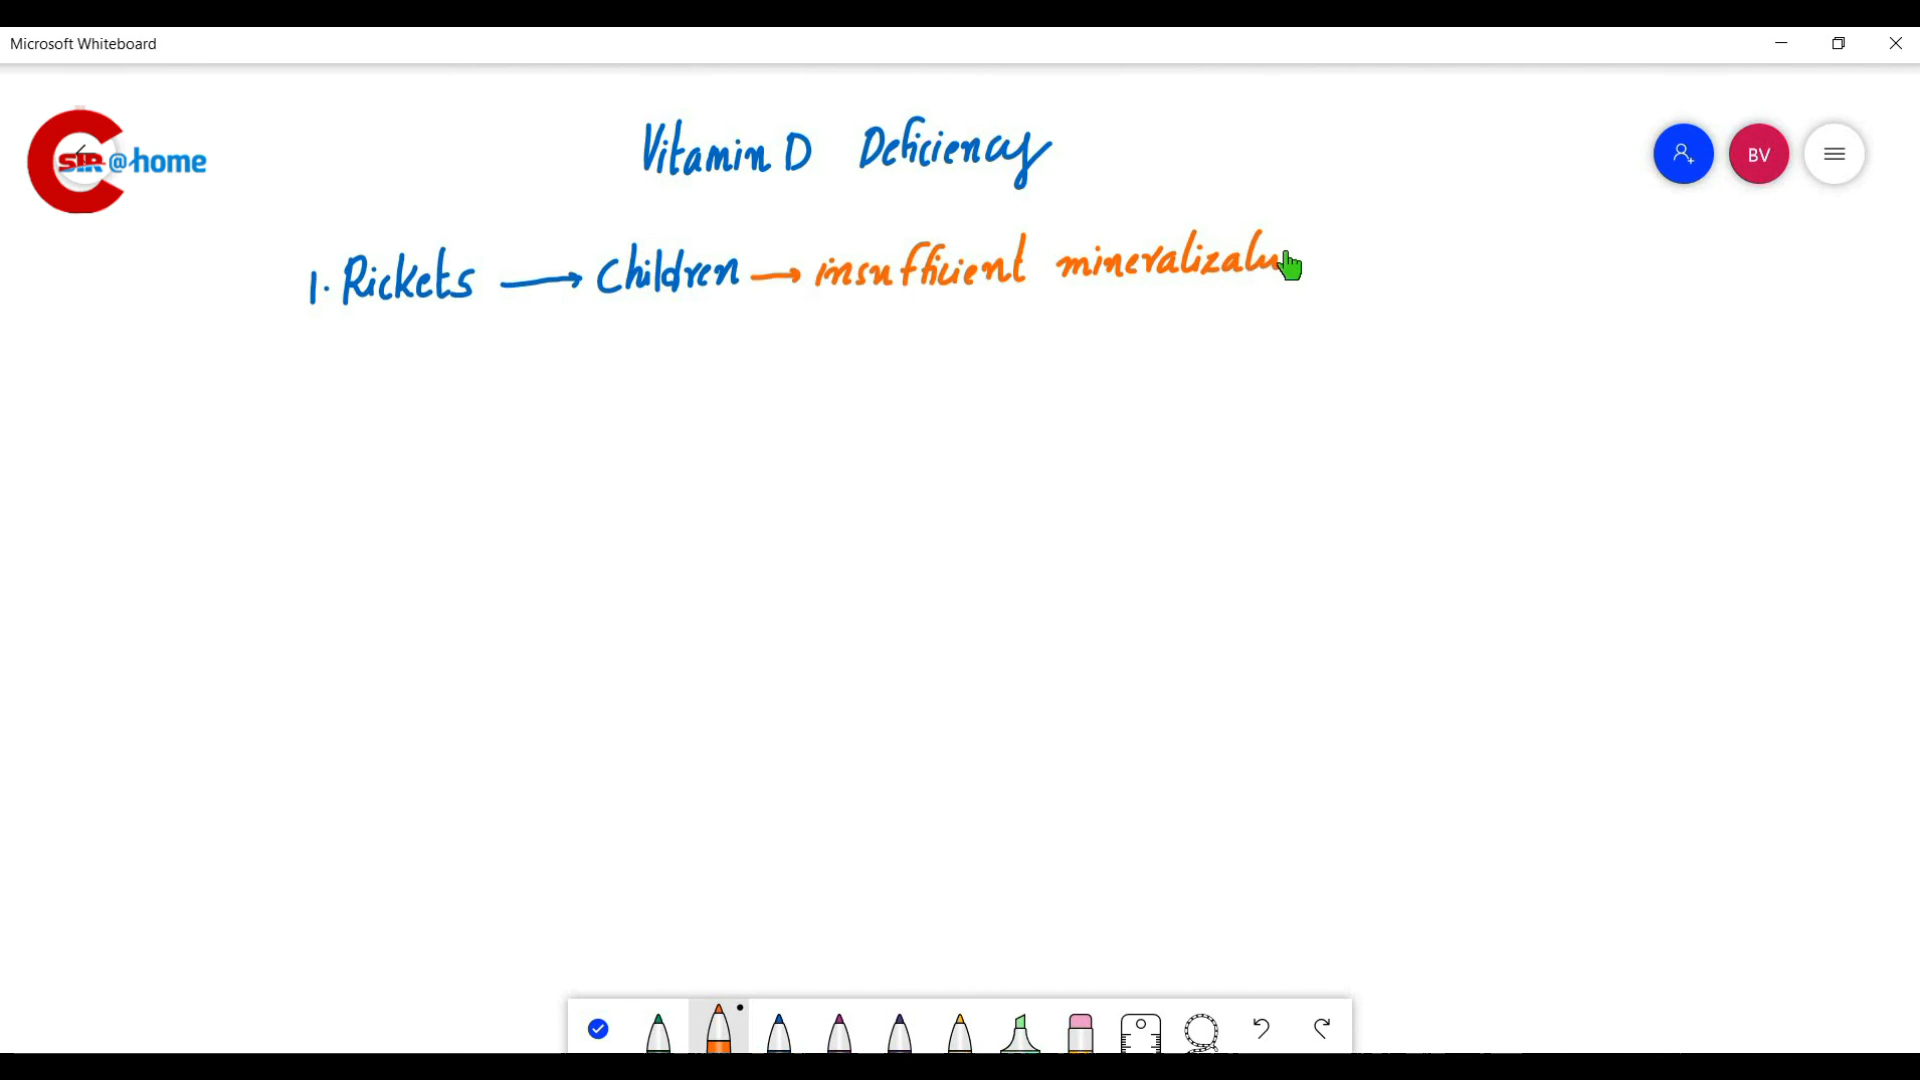 Microsoft Whiteboard
SIR @home
BV
Vitamin D Deficiency
1. Rickets → Children → insufficient